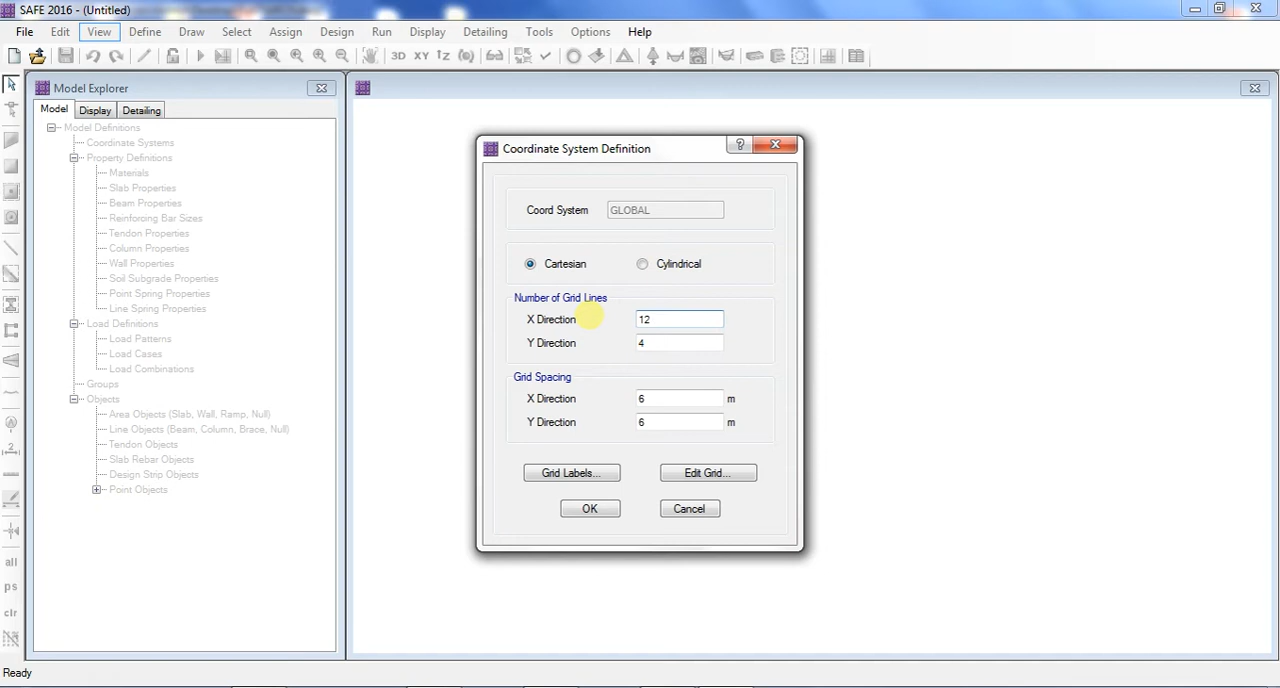 SAFE 2016 - (Untitled)
File Edit View Define Draw Select Assign Design Run Display Detailing Tools Options Help
3D XY
Model Explorer
Model Display Detailing
Model Definitions
Coordinate Systems
Property Definitions
Materials
Slab Properties
Beam Properties
Reinforcing Bar Sizes
Tendon Properties
Column Properties
Wall Properties
Soil Subgrade Properties
Point Spring Properties
Line Spring Properties
Load Definitions
Load Patterns
Load Cases
Load Combinations
Groups
Objects
Area Objects (Slab, Wall, Ramp, Null)
Line Objects (Beam, Column, Brace, Null)
Tendon Objects
Slab Rebar Objects
Design Strip Objects
Point Objects
all
ps
clr
Coordinate System Definition
Coord System GLOBAL
Cartesian Cylindrical
Number of Grid Lines
X Direction 12
Y Direction 4
Grid Spacing
X Direction 6 m
Y Direction 6 m
Grid Labels... Edit Grid...
OK Cancel
Ready